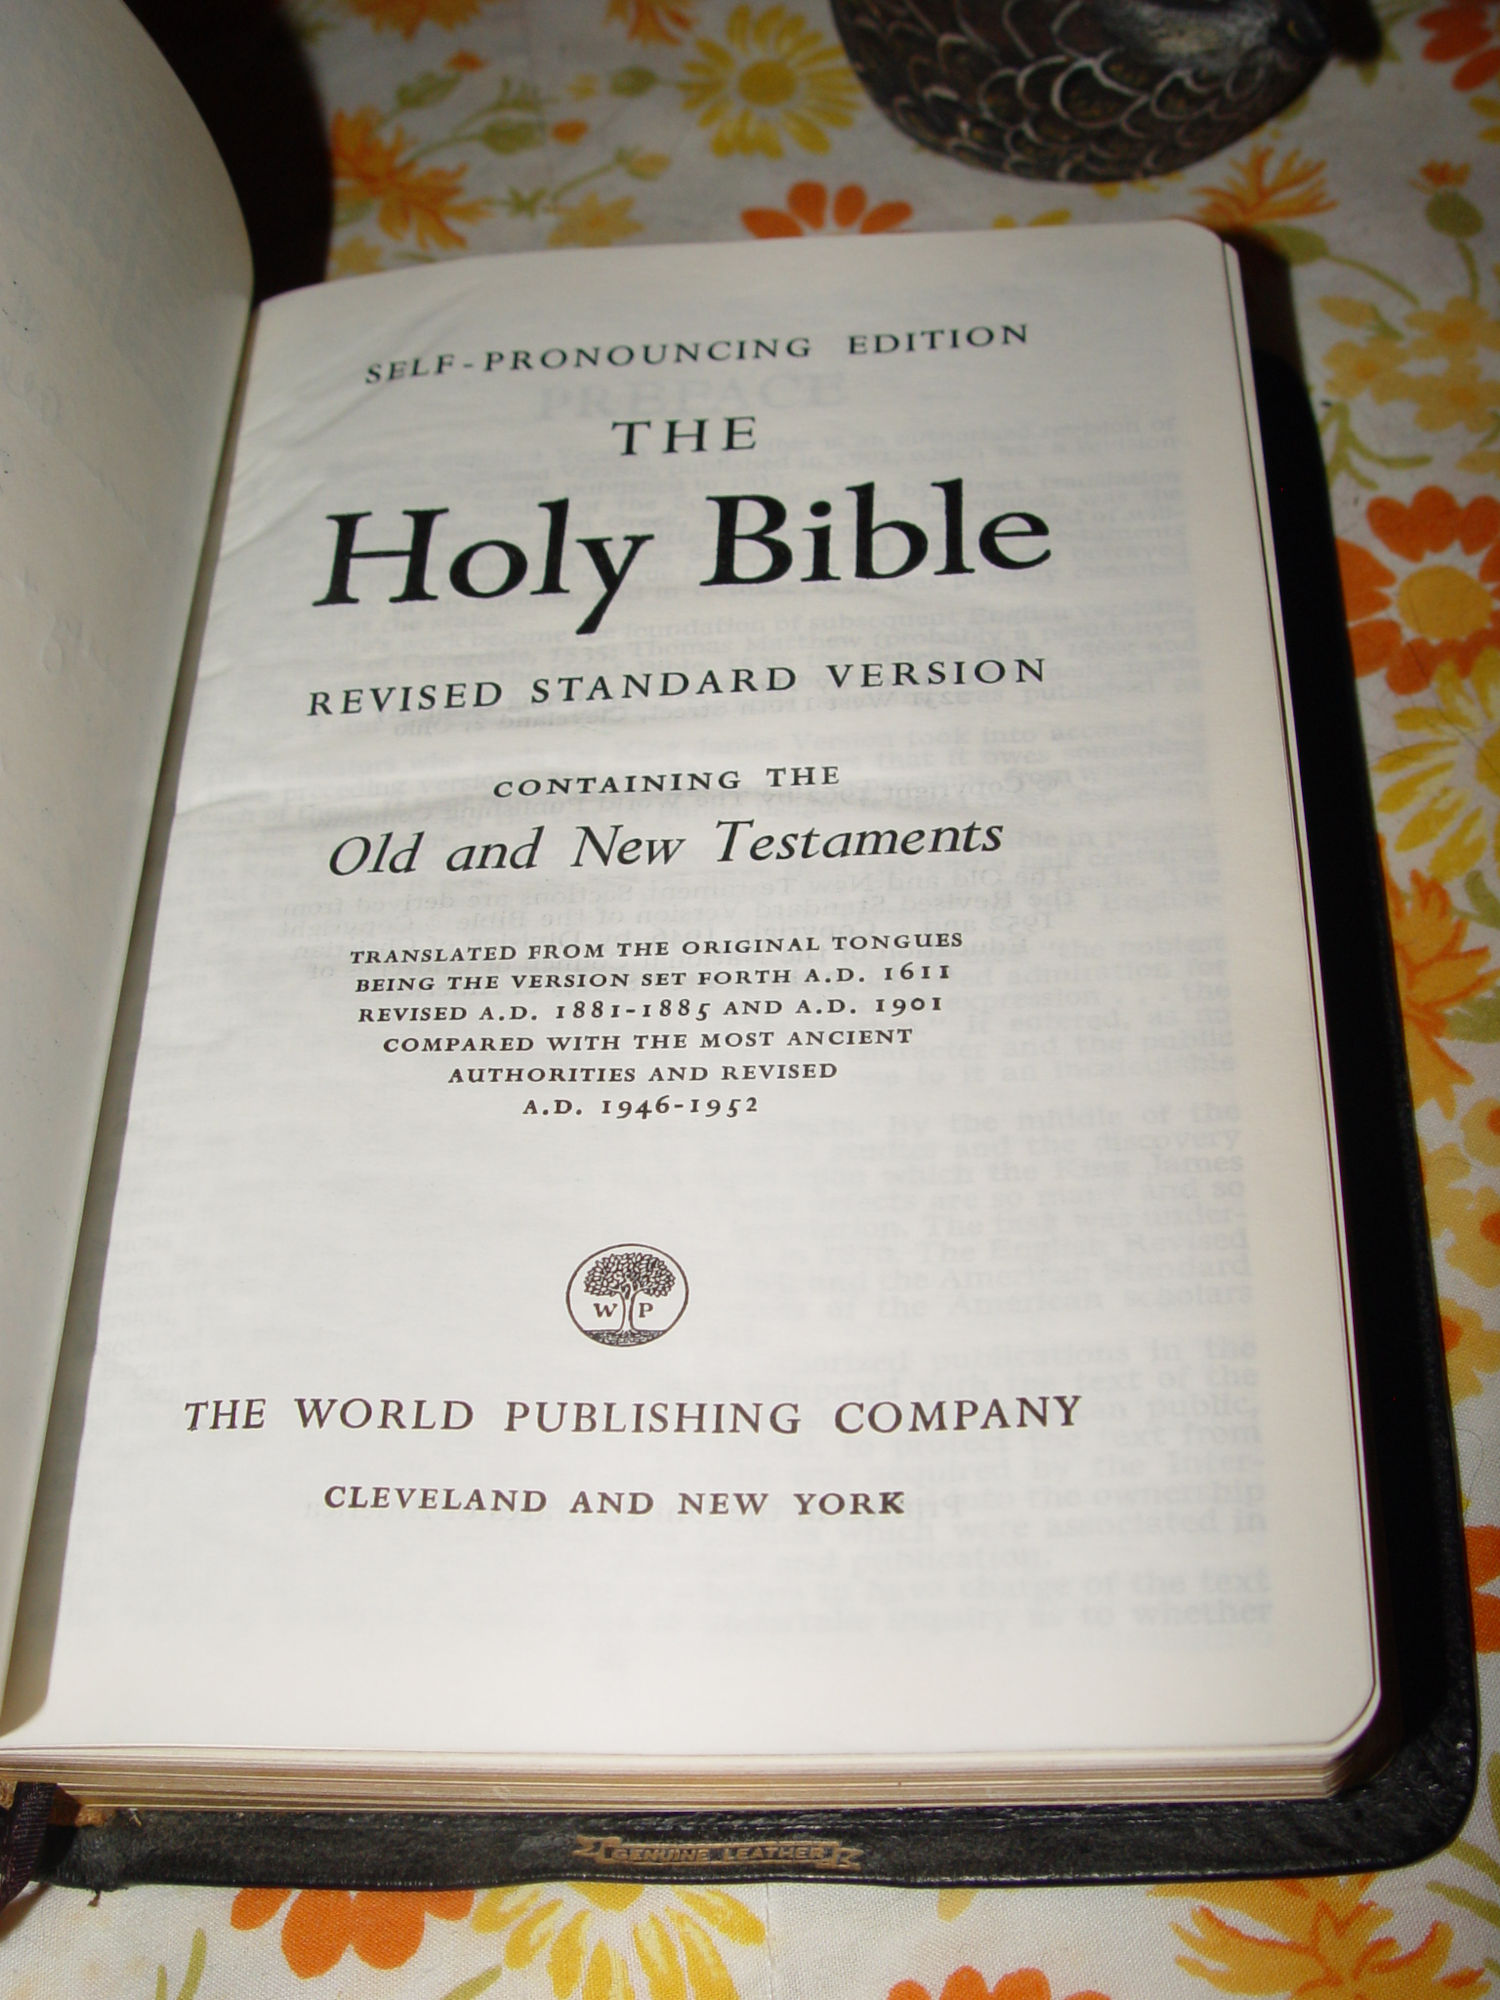 SELF-PRONOUNCING EDITION
THE
Holy Bible
REVISED STANDARD VERSION
CONTAINING THE
Old and New Testaments
TRANSLATED FROM THE ORIGINAL TONGUES
BEING THE VERSION SET FORTH A.D. 1611
REVISED A.D. 1881-1885 AND A.D. 1901
COMPARED WITH THE MOST ANCIENT
AUTHORITIES AND REVISED
A.D. 1946-1952
W P
THE WORLD PUBLISHING COMPANY
CLEVELAND AND NEW YORK
GENUINE LEATHER